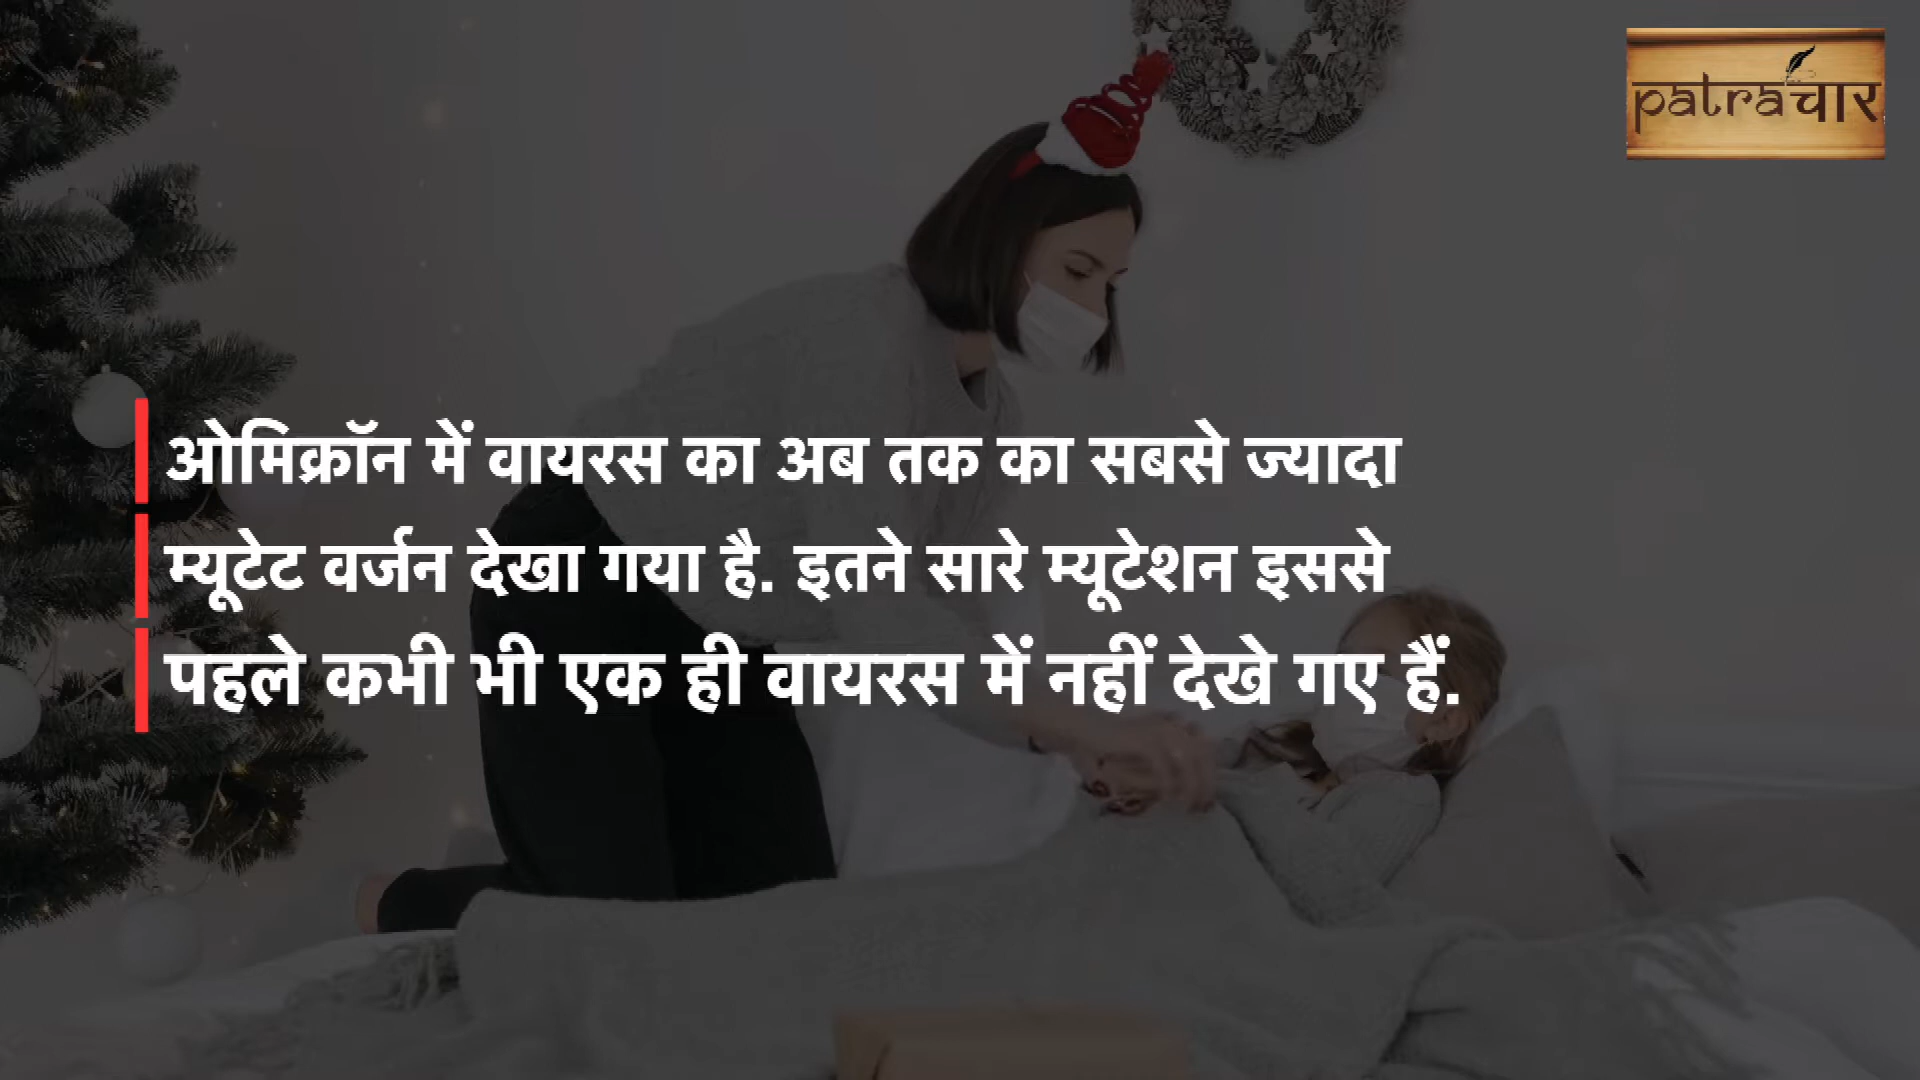 patraचार
ओमिक्रॉन में वायरस का अब तक का सबसे ज्यादा
म्यूटेट वर्जन देखा गया है. इतने सारे म्यूटेशन इससे
पहले कभी भी एक ही वायरस में नहीं देखे गए हैं.